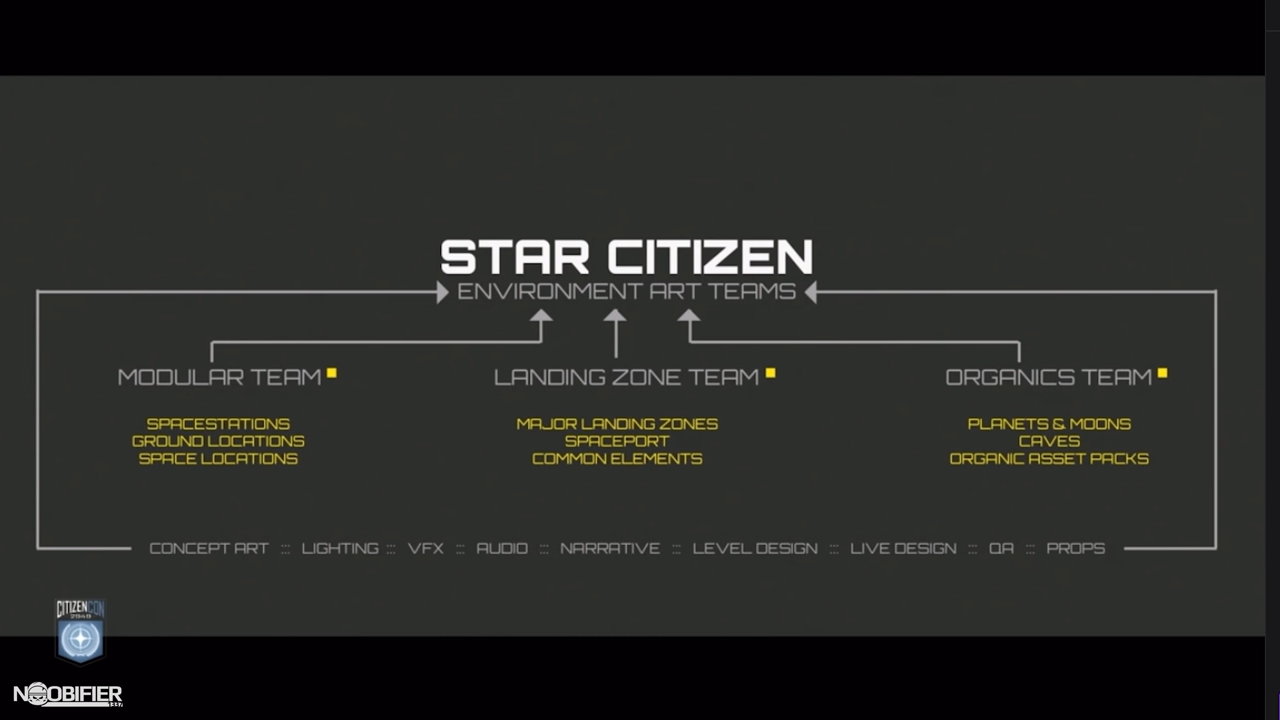 STAR CITIZEN
ENVIRONMENT ART TEAMS
MODULAR TEAM
SPACESTATIONS
GROUND LOCATIONS
SPACE LOCATIONS
LANDING ZONE TEAM
MAJOR LANDING ZONES
SPACEPORT
COMMON ELEMENTS
ORGANICS TEAM
PLANETS & MOONS
CAVES
ORGANIC ASSET PACKS
CONCEPT ART ::: LIGHTING ::: VFX ::: AUDIO ::: NARRATIVE ::: LEVEL DESIGN ::: LIVE DESIGN ::: QA ::: PROPS
CITIZENCON
2949
NOOBIFIER
1337